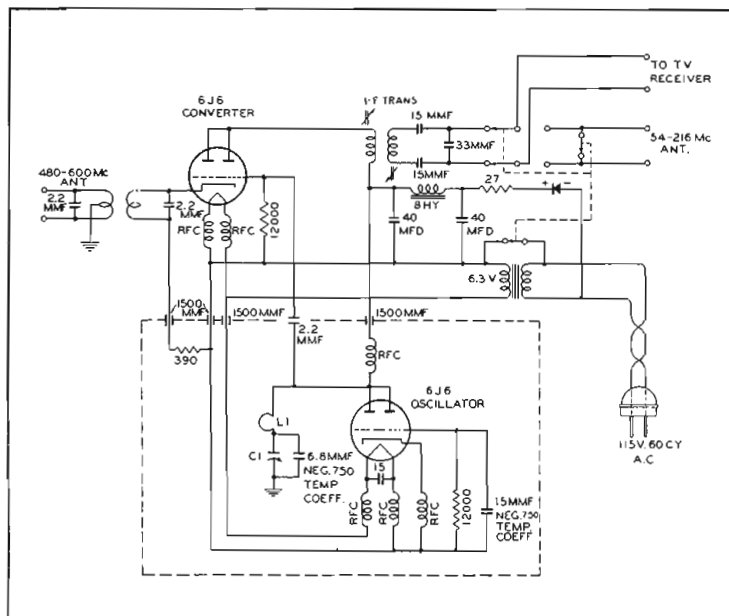 6J6
CONVERTER
I-F TRANS
15 MMF
TO TV
RECEIVER
33MMF
54-216 Mc
ANT.
480-600 Mc
ANT
2.2
MMF
2.2
MMF
RFC
RFC
12000
15MMF
27
+
-
8HY
40
MFD
40
MFD
6.3 V
1500
MMF
1500MMF
2.2
MMF
1500MMF
390
RFC
6J6
OSCILLATOR
115V.60CY
A.C
L1
C1
6.8MMF
NEG.750
TEMP
COEFF.
15
RFC
RFC
RFC
12000
15MMF
NEG.750
TEMP.
COEFF